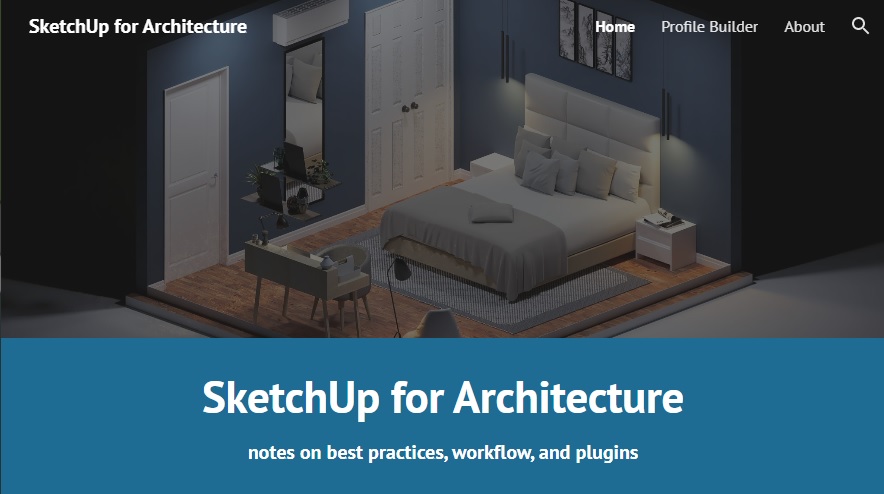 SketchUp for Architecture
Home Profile Builder About
SketchUp for Architecture
notes on best practices, workflow, and plugins